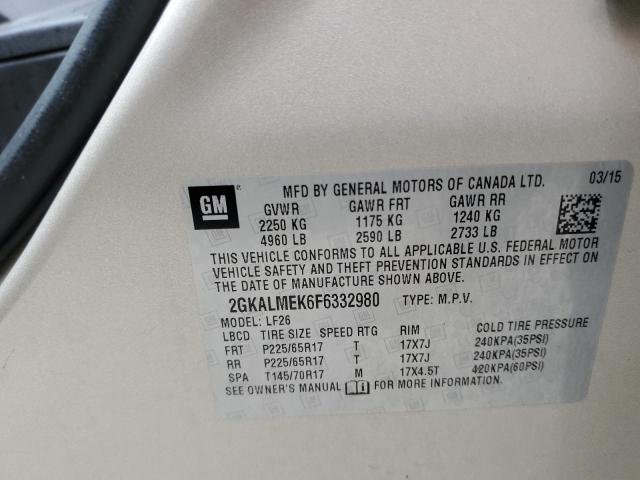 GM MFD BY GENERAL MOTORS OF CANADA LTD. 03/15
GVWR GAWR FRT GAWR RR
2250 KG 1175 KG 1240 KG
4960 LB 2590 LB 2733 LB
THIS VEHICLE CONFORMS TO ALL APPLICABLE U.S. FEDERAL MOTOR
VEHICLE SAFETY AND THEFT PREVENTION STANDARDS IN EFFECT ON
THE DATE OF MANUFACTURE SHOWN ABOVE.
2GKALMEK6F6332980 TYPE: M.P.V.
MODEL: LF26
LBCD TIRE SIZE SPEED RTG RIM COLD TIRE PRESSURE
FRT P225/65R17 T 17X7J 240KPA(35PSI)
RR P225/65R17 T 17X7J 240KPA(35PSI)
SPA T145/70R17 M 17X4.5T 420KPA(60PSI)
SEE OWNER'S MANUAL FOR MORE INFORMATION.